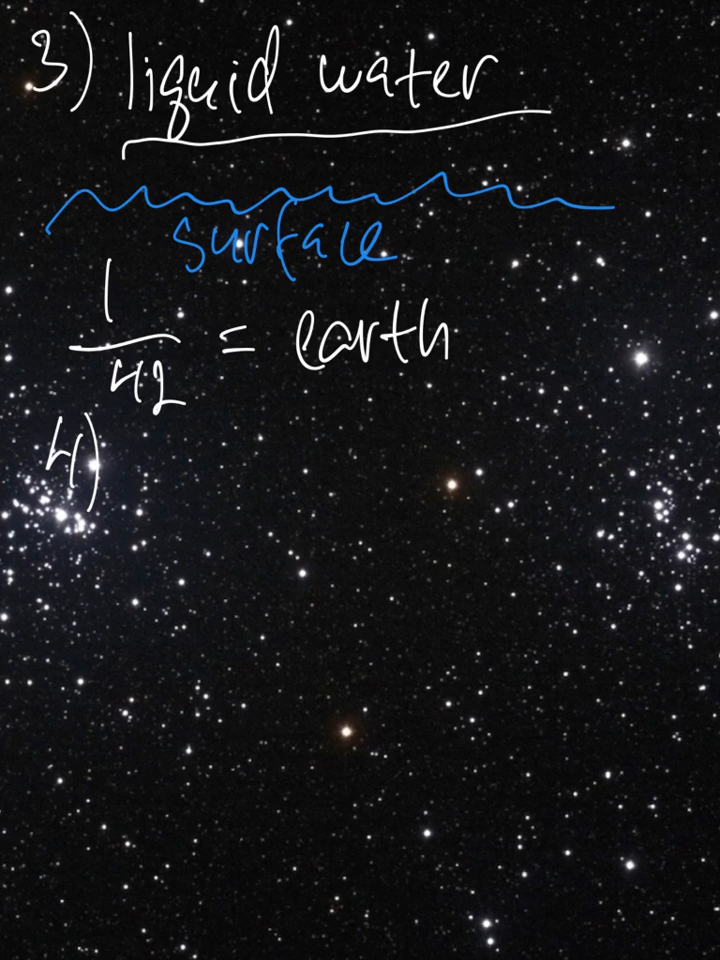 3) liquid water
surface
1
42 = earth
4)